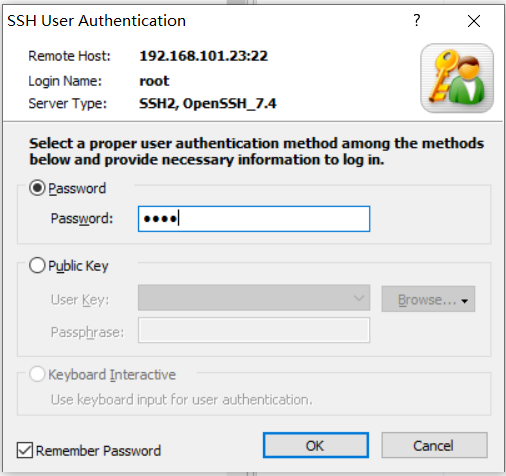 SSH User Authentication ?
Remote Host: 192.168.101.23:22
Login Name: root
Server Type: SSH2, OpenSSH_7.4
Select a proper user authentication method among the methods
below and provide necessary information to log in.
Password
Password: ●●●●
Public Key
User Key: Browse...
Passphrase:
Keyboard Interactive
Use keyboard input for user authentication.
Remember Password OK Cancel